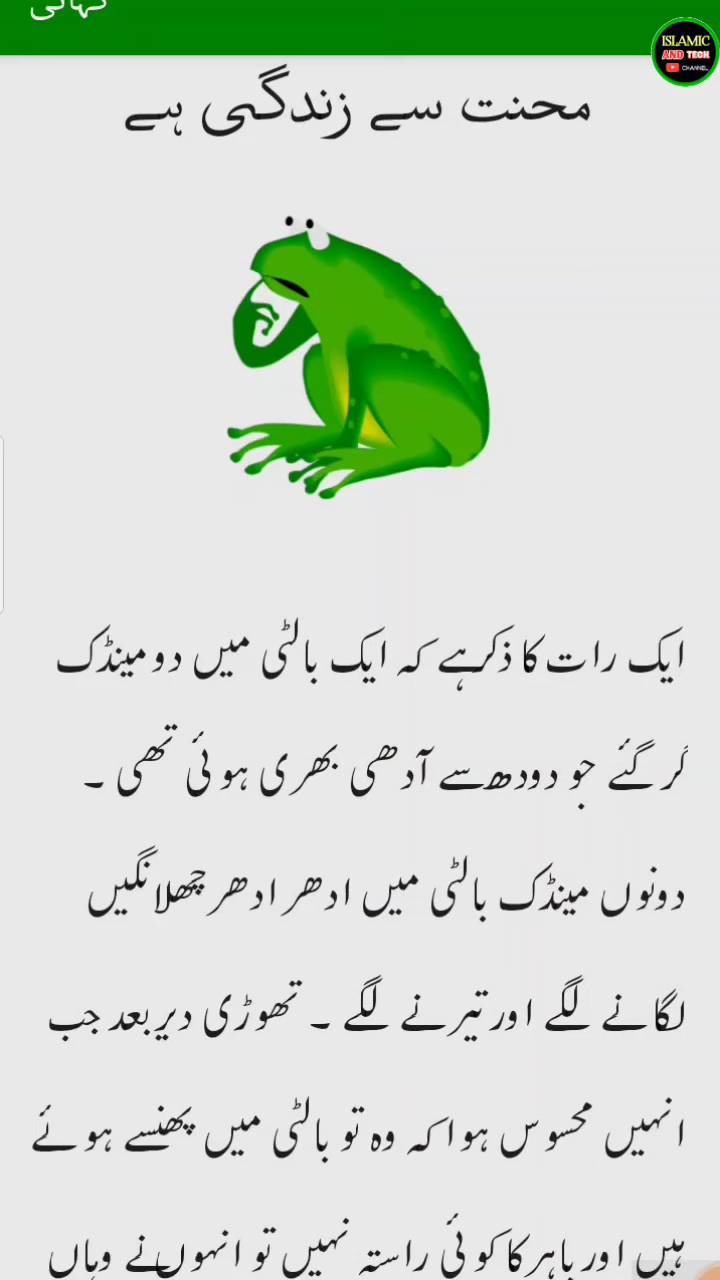 کہانی
ISLAMIC
AND TECH
CHANNEL
محنت سے زندگی ہے
ایک رات کا ذکر ہے کہ ایک بالٹی میں دو مینڈک
گر گئے جو دودھ سے آدھی بھری ہوئی تھی ۔
دونوں مینڈک بالٹی میں ادھر ادھر چھلانگیں
لگانے لگے اور تیرنے لگے ۔ تھوڑی دیر بعد جب
انہیں محسوس ہوا کہ وہ تو بالٹی میں پھنسے ہوئے
ہیں اور باہر کا کوئی راستہ نہیں تو انہوں نے وہاں